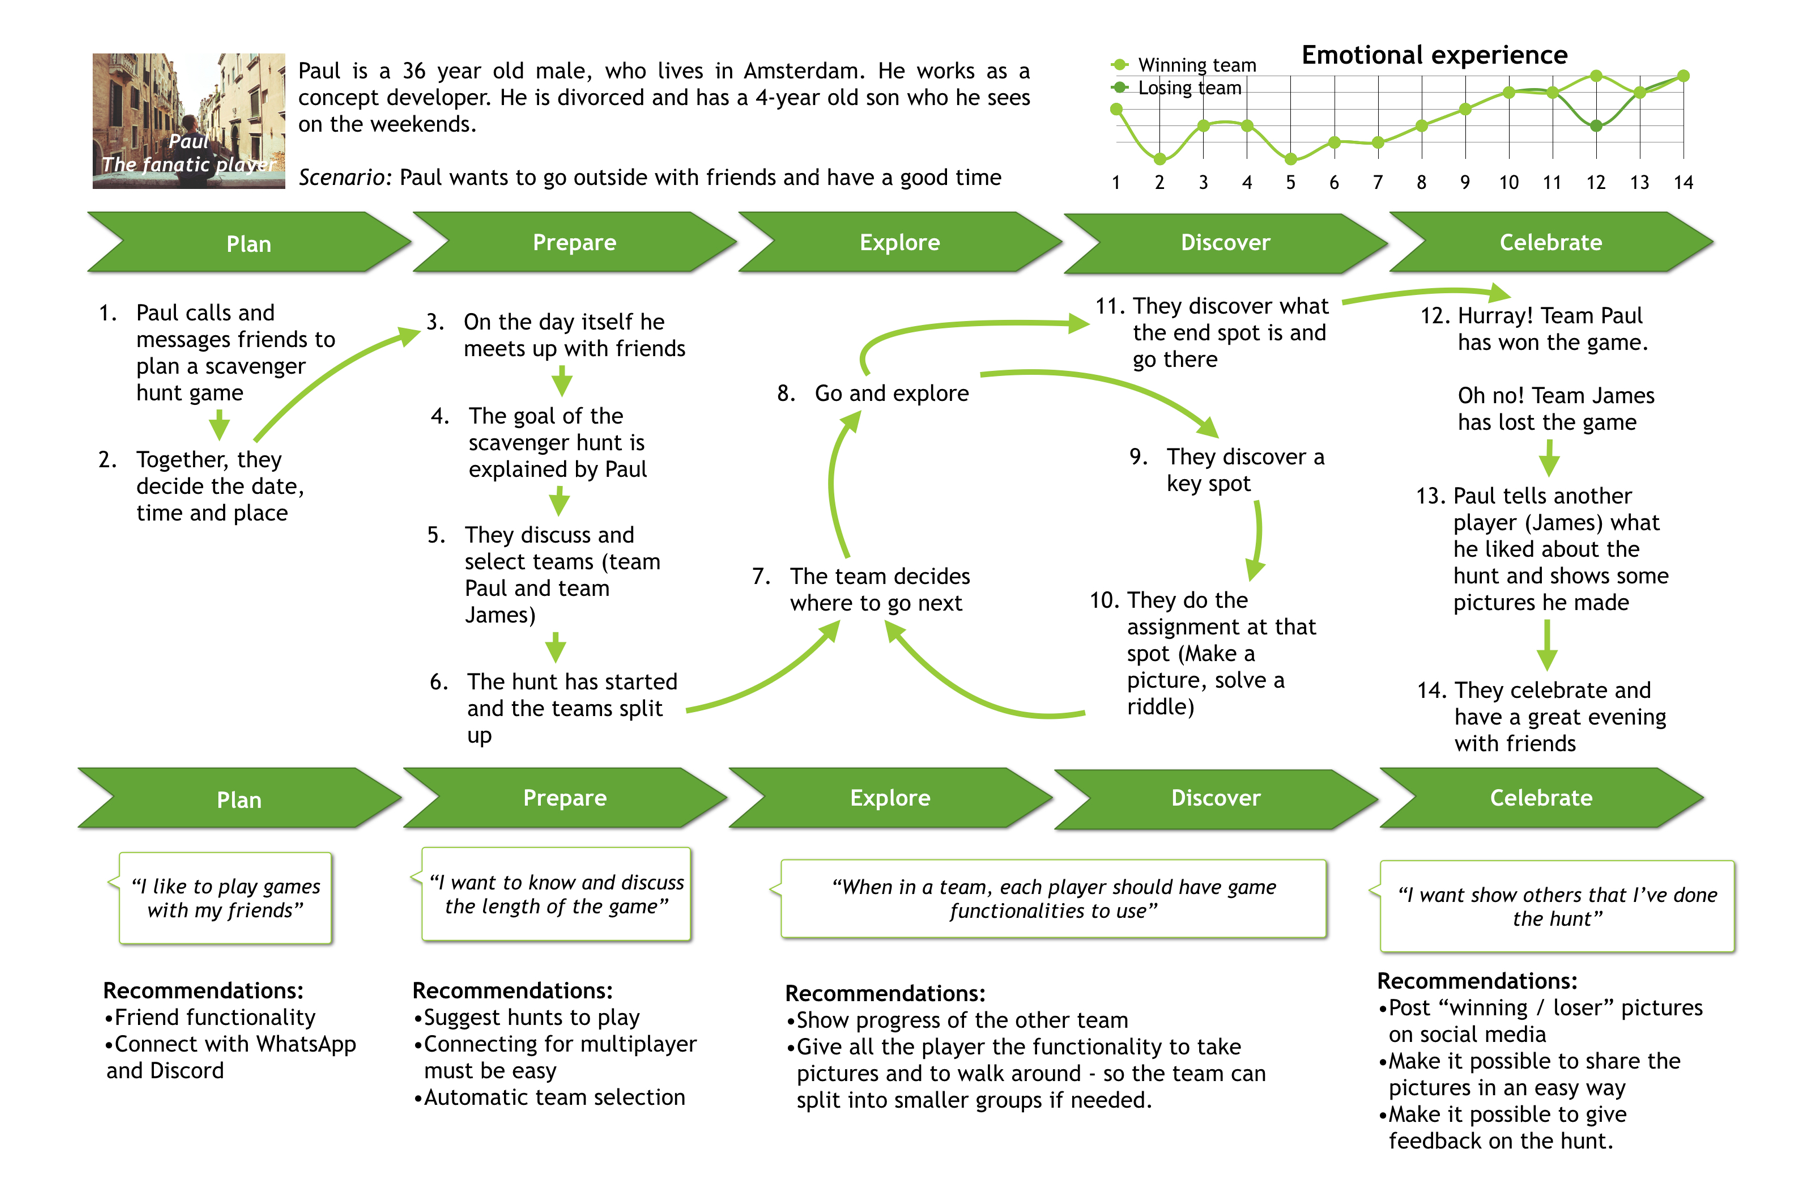 Paul
The fanatic player
Paul is a 36 year old male, who lives in Amsterdam. He works as a
concept developer. He is divorced and has a 4-year old son who he sees
on the weekends.
Scenario: Paul wants to go outside with friends and have a good time
Emotional experience
Winning team
Losing team
1 2 3 4 5 6 7 8 9 10 11 12 13 14
Plan
Prepare
Explore
Discover
Celebrate
1. Paul calls and
messages friends to
plan a scavenger
hunt game
2. Together, they
decide the date,
time and place
3. On the day itself he
meets up with friends
4. The goal of the
scavenger hunt is
explained by Paul
5. They discuss and
select teams (team
Paul and team
James)
6. The hunt has started
and the teams split
up
7. The team decides
where to go next
8. Go and explore
9. They discover a
key spot
10. They do the
assignment at that
spot (Make a
picture, solve a
riddle)
11. They discover what
the end spot is and
go there
12. Hurray! Team Paul
has won the game.
Oh no! Team James
has lost the game
13. Paul tells another
player (James) what
he liked about the
hunt and shows some
pictures he made
14. They celebrate and
have a great evening
with friends
Plan
Prepare
Explore
Discover
Celebrate
“I like to play games
with my friends”
“I want to know and discuss
the length of the game”
“When in a team, each player should have game
functionalities to use”
“I want show others that I’ve done
the hunt”
Recommendations:
•Friend functionality
•Connect with WhatsApp
and Discord
Recommendations:
•Suggest hunts to play
•Connecting for multiplayer
must be easy
•Automatic team selection
Recommendations:
•Show progress of the other team
•Give all the player the functionality to take
pictures and to walk around - so the team can
split into smaller groups if needed.
Recommendations:
•Post “winning / loser” pictures
on social media
•Make it possible to share the
pictures in an easy way
•Make it possible to give
feedback on the hunt.